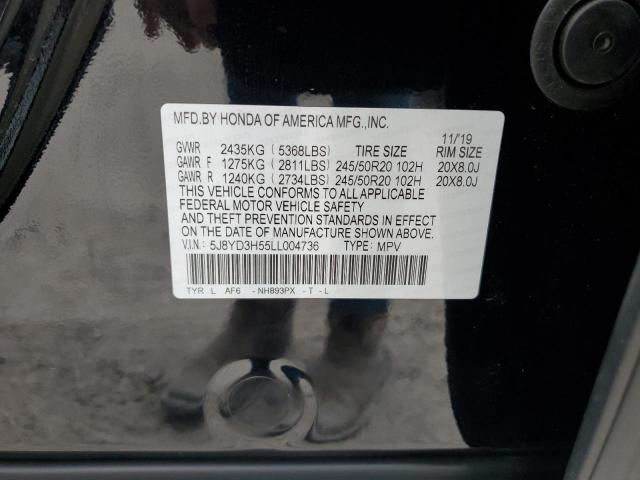 MFD.BY HONDA OF AMERICA MFG.,INC.
11/19
GVWR 2435KG ( 5368LBS) TIRE SIZE RIM SIZE
GAWR F 1275KG ( 2811LBS) 245/50R20 102H 20X8.0J
GAWR R 1240KG ( 2734LBS) 245/50R20 102H 20X8.0J
THIS VEHICLE CONFORMS TO ALL APPLICABLE
FEDERAL MOTOR VEHICLE SAFETY
AND THEFT PREVENTION STANDARDS IN EFFECT
ON THE DATE OF MANUFACTURE SHOWN ABOVE.
V.I.N.: 5J8YD3H55LL004736 TYPE: MPV
TYR L AF6 -NH893PX -T -L